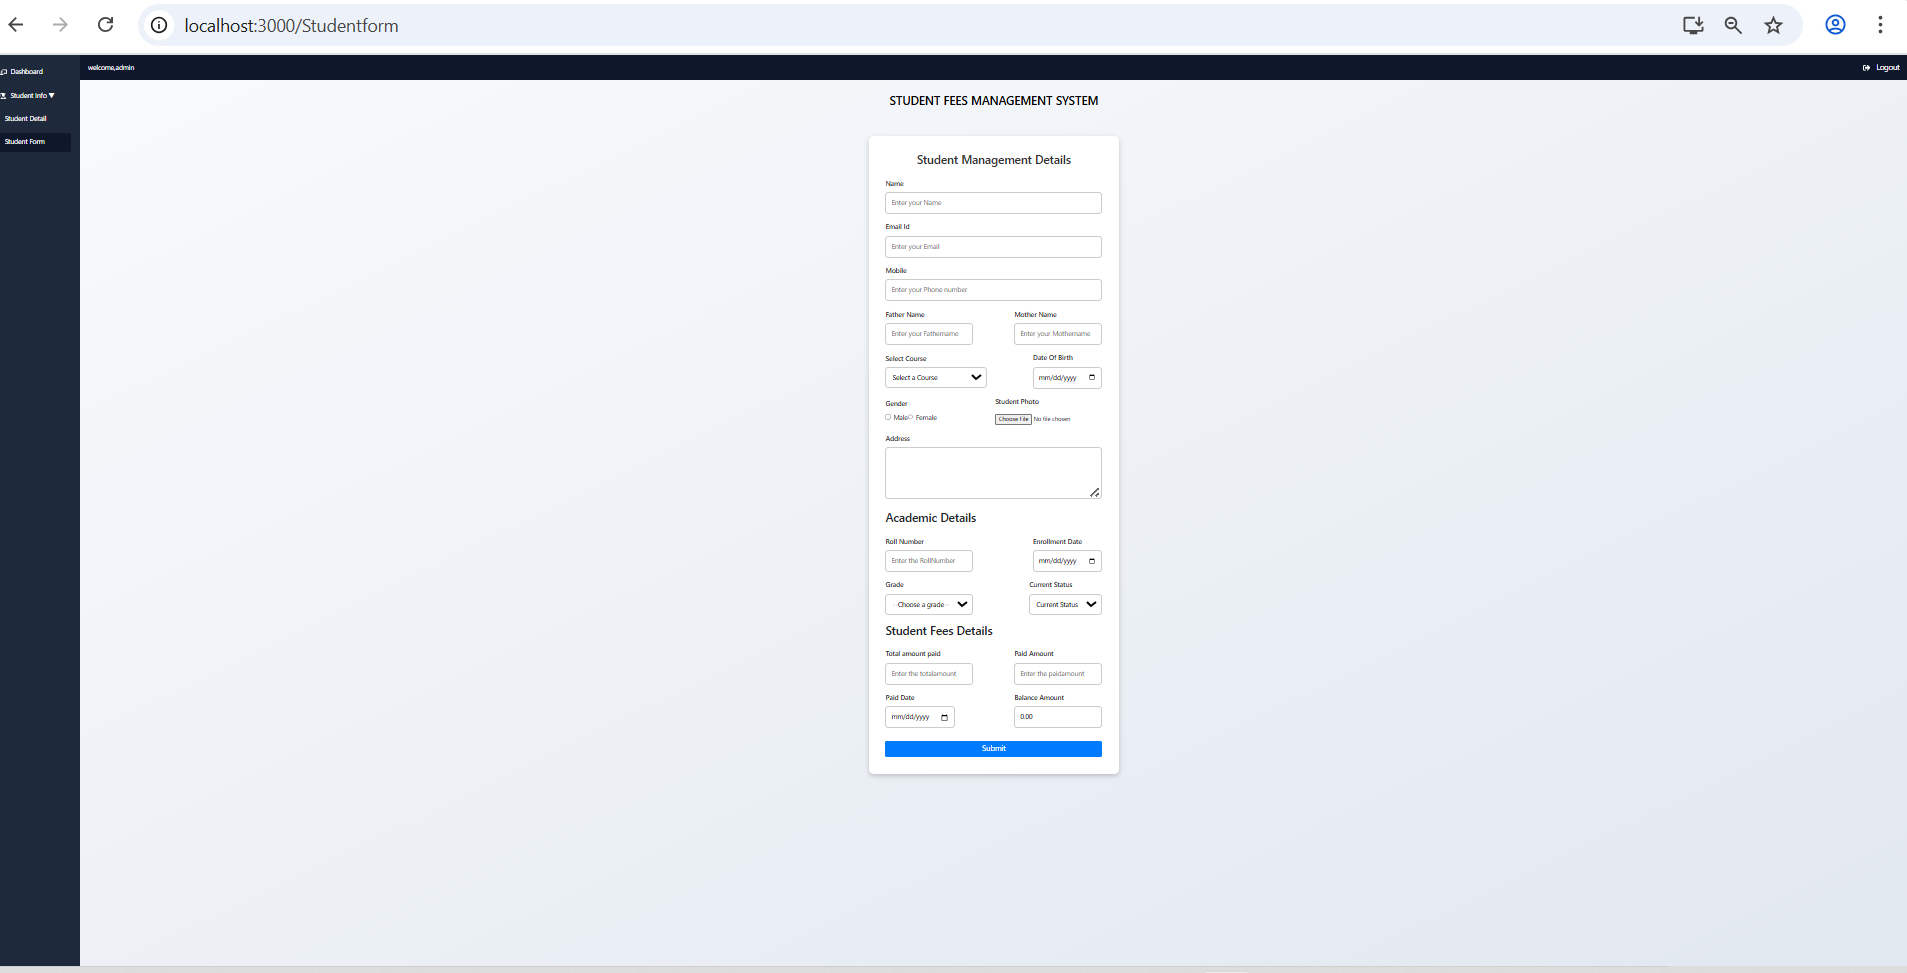 localhost:3000/Studentform
Dashboard
welcome,admin
Logout
Student Info ▼
Student Detail
Student Form
STUDENT FEES MANAGEMENT SYSTEM
Student Management Details
Name
Enter your Name
Email Id
Enter your Email
Mobile
Enter your Phone number
Father Name Mother Name
Enter your Fathername Enter your Mothername
Select Course Date Of Birth
Select a Course mm/dd/yyyy
Gender Student Photo
Male Female Choose File No file chosen
Address
Academic Details
Roll Number Enrollment Date
Enter the RollNumber mm/dd/yyyy
Grade Current Status
--Choose a grade-- Current Status
Student Fees Details
Total amount paid Paid Amount
Enter the totalamount Enter the paidamount
Paid Date Balance Amount
mm/dd/yyyy 0.00
Submit